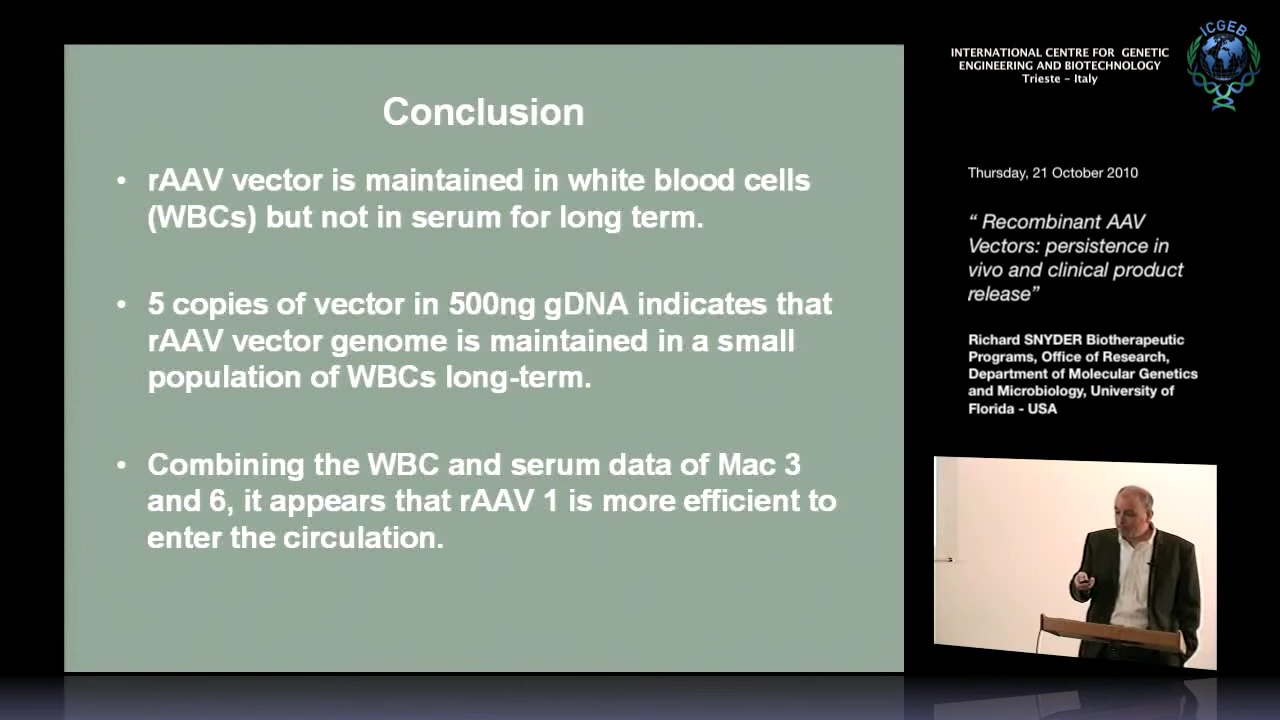 Conclusion
• rAAV vector is maintained in white blood cells
(WBCs) but not in serum for long term.
• 5 copies of vector in 500ng gDNA indicates that
rAAV vector genome is maintained in a small
population of WBCs long-term.
• Combining the WBC and serum data of Mac 3
and 6, it appears that rAAV 1 is more efficient to
enter the circulation.
INTERNATIONAL CENTRE FOR GENETIC
ENGINEERING AND BIOTECHNOLOGY
Trieste - Italy
ICGEB
Thursday, 21 October 2010
“ Recombinant AAV
Vectors: persistence in
vivo and clinical product
release”
Richard SNYDER Biotherapeutic
Programs, Office of Research,
Department of Molecular Genetics
and Microbiology, University of
Florida - USA